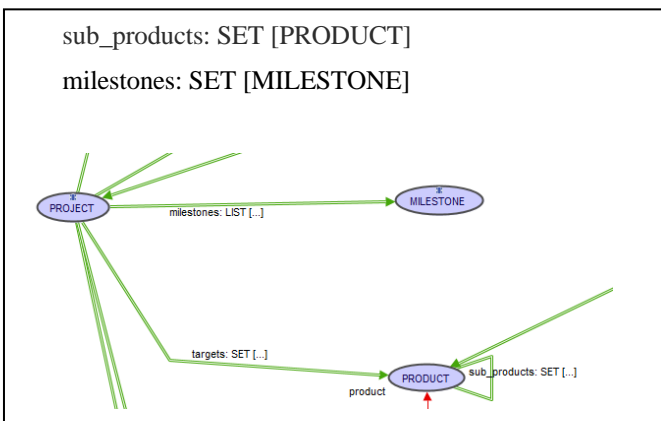 sub_products: SET [PRODUCT]
milestones: SET [MILESTONE]
PROJECT
milestones: LIST [...]
MILESTONE
targets: SET [...]
PRODUCT
sub_products: SET [...]
product